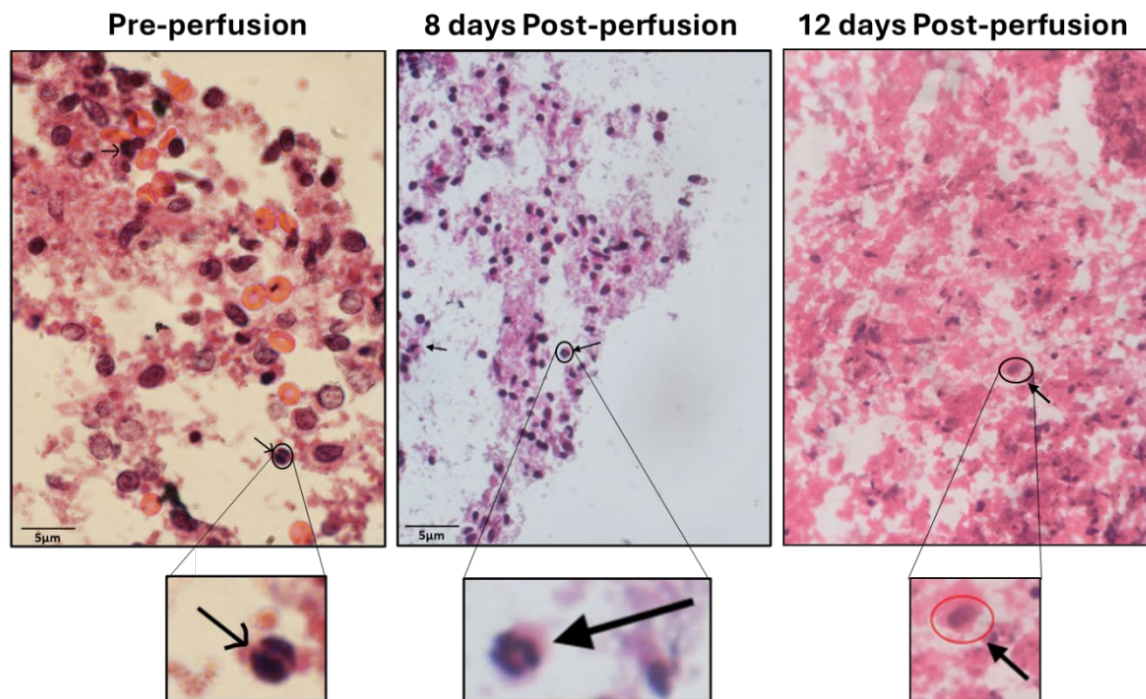 Pre-perfusion
8 days Post-perfusion
12 days Post-perfusion
5µm
5µm